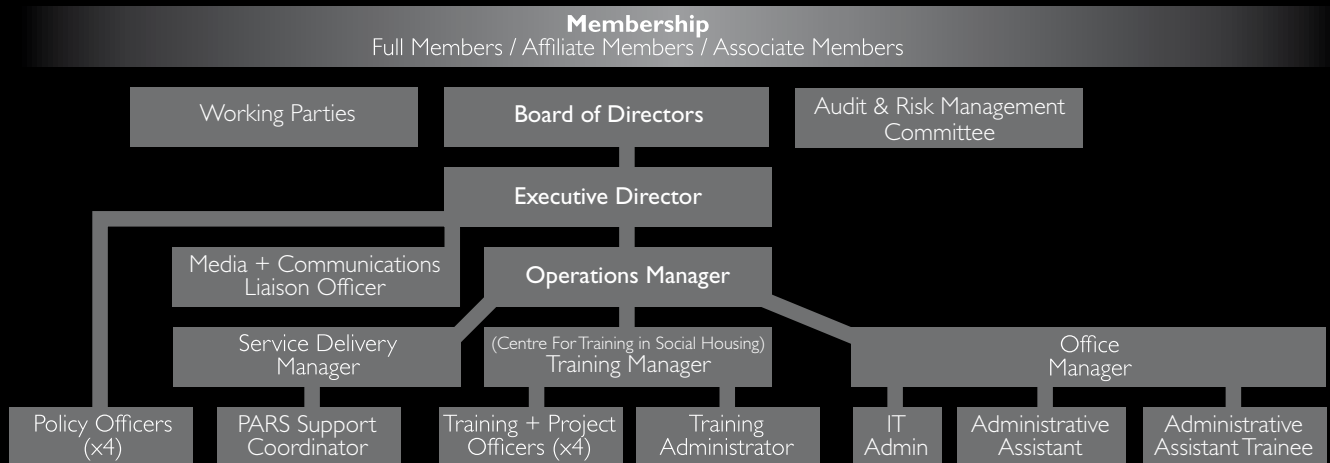 Membership
Full Members / Affiliate Members / Associate Members
Working Parties
Board of Directors
Audit & Risk Management
Committee
Executive Director
Media + Communications
Liaison Officer
Operations Manager
Service Delivery
Manager
(Centre For Training in Social Housing)
Training Manager
Office
Manager
Policy Officers
(x4)
PARS Support
Coordinator
Training + Project
Officers (x4)
Training
Administrator
IT
Admin
Administrative
Assistant
Administrative
Assistant Trainee